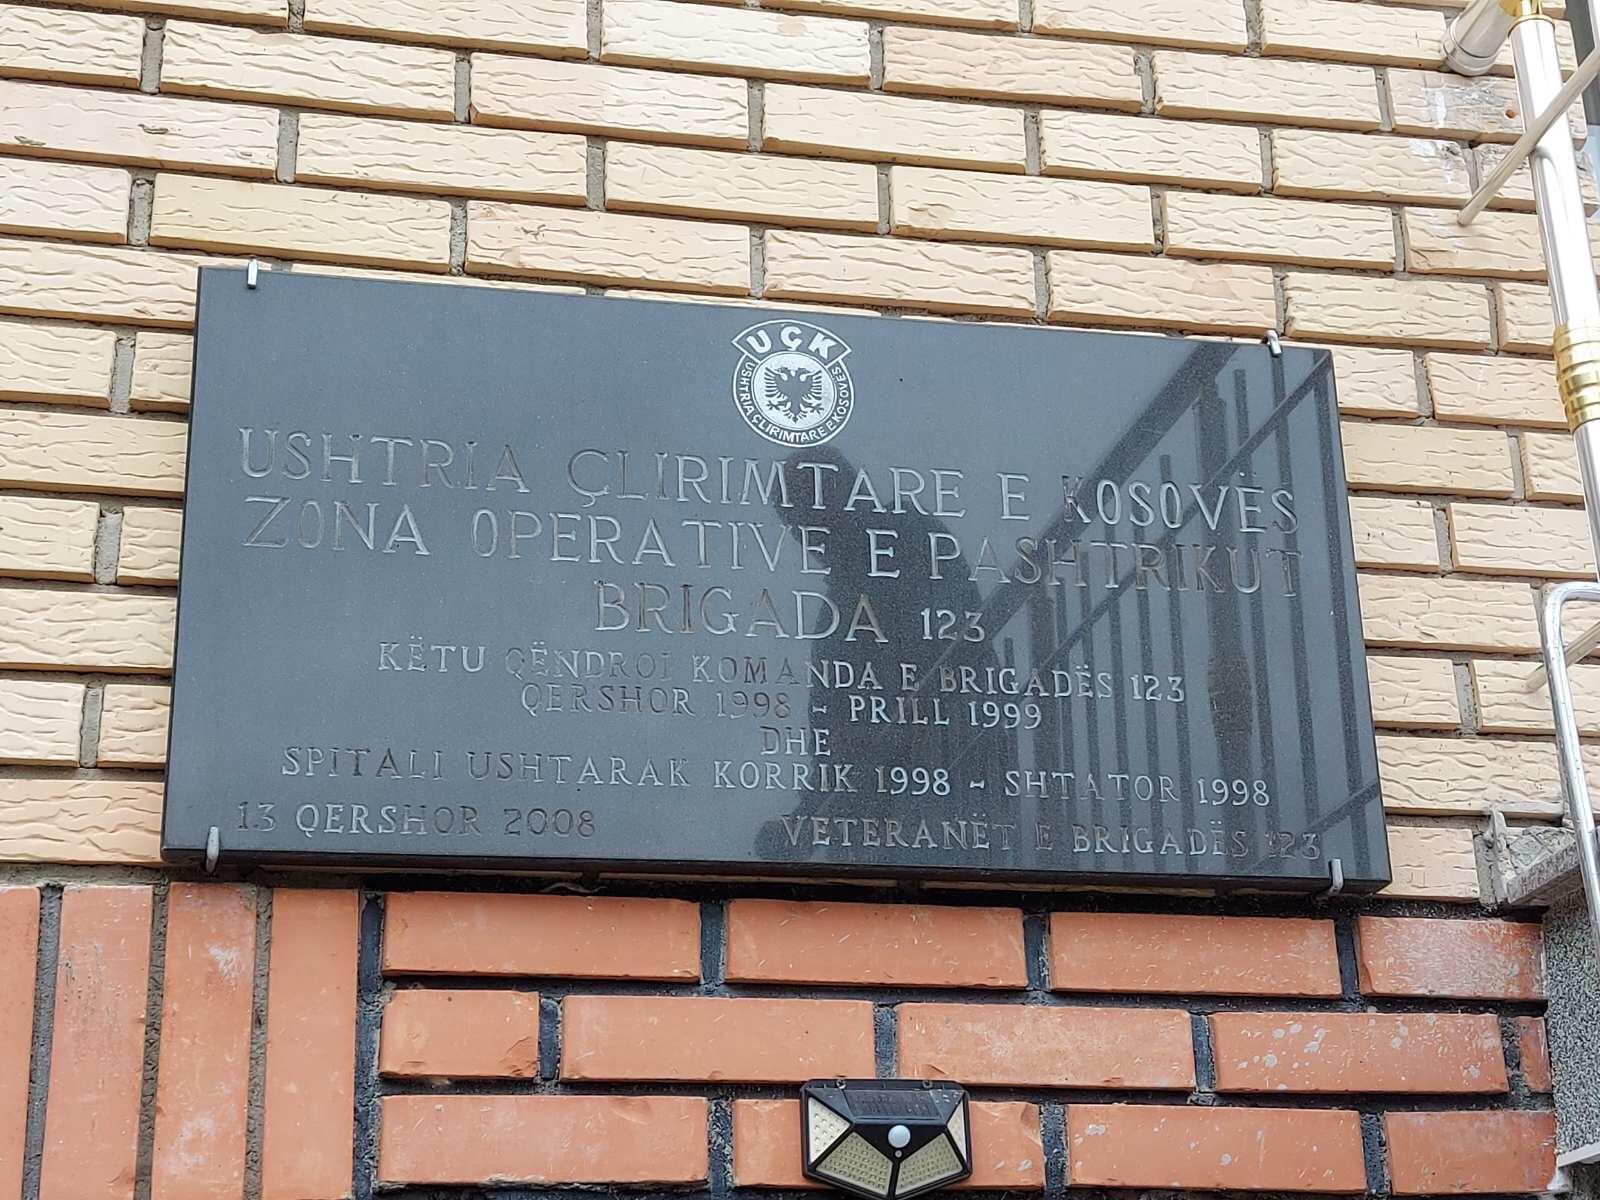 UÇK
USHTRIA ÇLIRIMTARE E KOSOVËS
USHTRIA ÇLIRIMTARE E KOSOVËS
ZONA OPERATIVE E PASHTRIKUT
BRIGADA 123
KËTU QËNDROI KOMANDA E BRIGADËS 123
QERSHOR 1998 - PRILL 1999
DHE
SPITALI USHTARAK KORRIK 1998 - SHTATOR 1998
13 QERSHOR 2008 VETERANËT E BRIGADËS 123